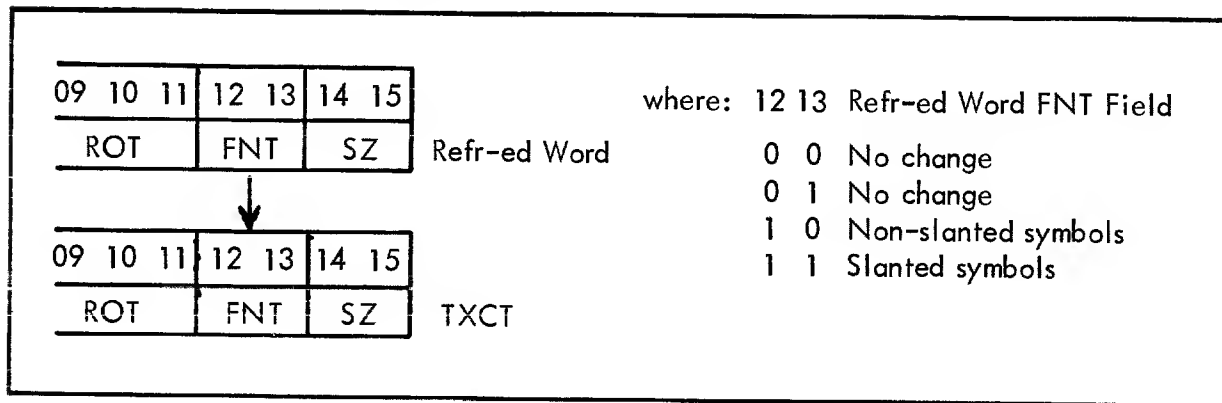 09 10 11 12 13 14 15
ROT FNT SZ Refr-ed Word
09 10 11 12 13 14 15
ROT FNT SZ TXCT
where: 12 13 Refr-ed Word FNT Field
0 0 No change
0 1 No change
1 0 Non-slanted symbols
1 1 Slanted symbols